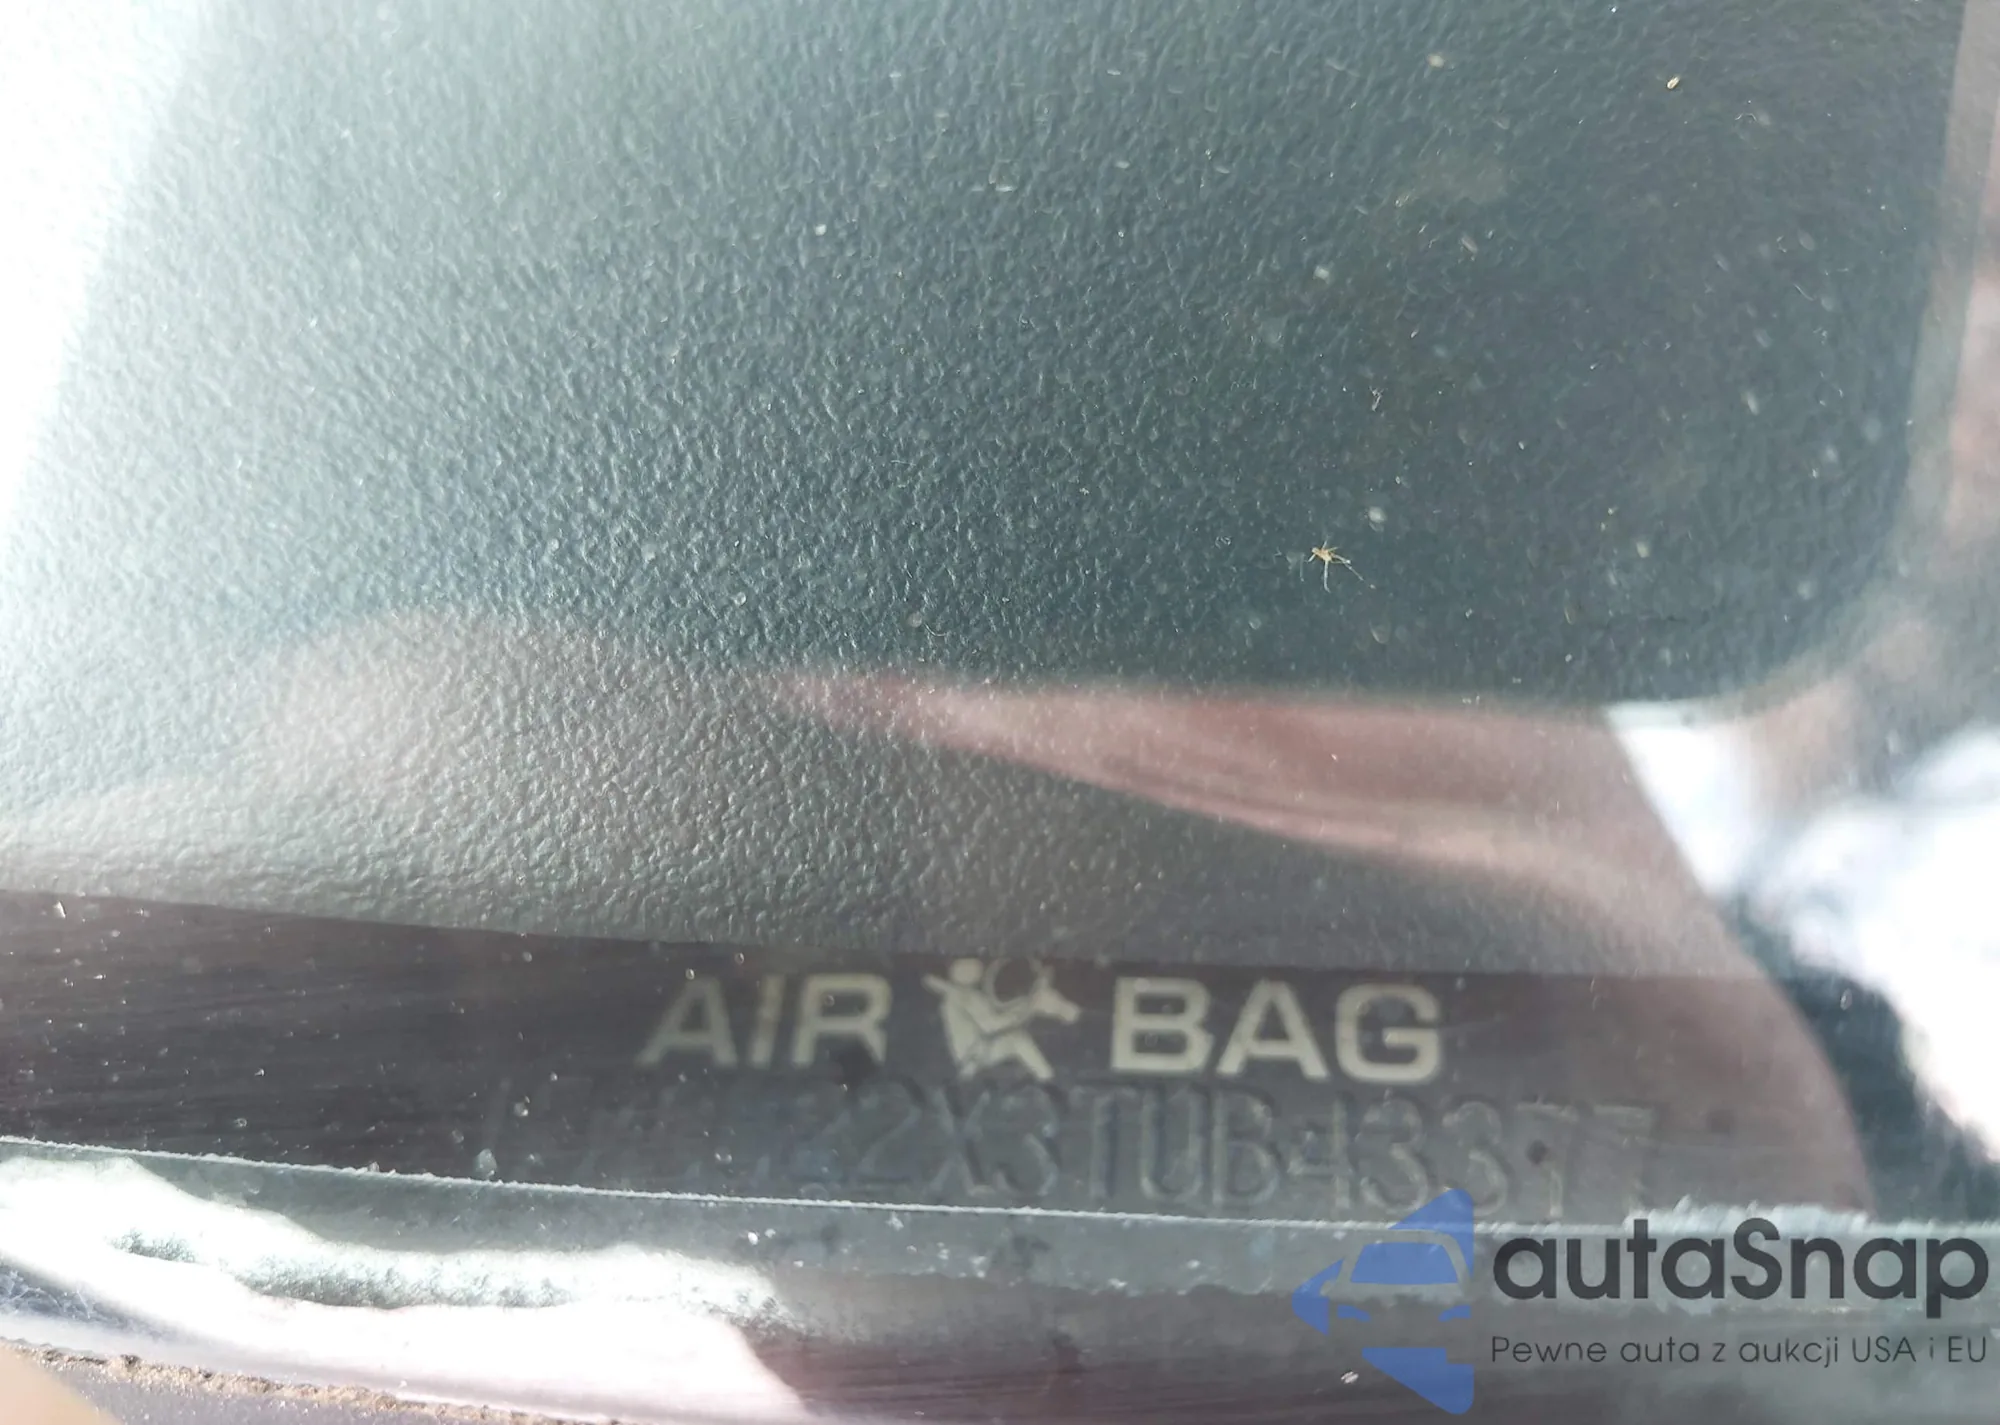 AIR BAG
autaSnap
Pewne auta z aukcji USA i EU